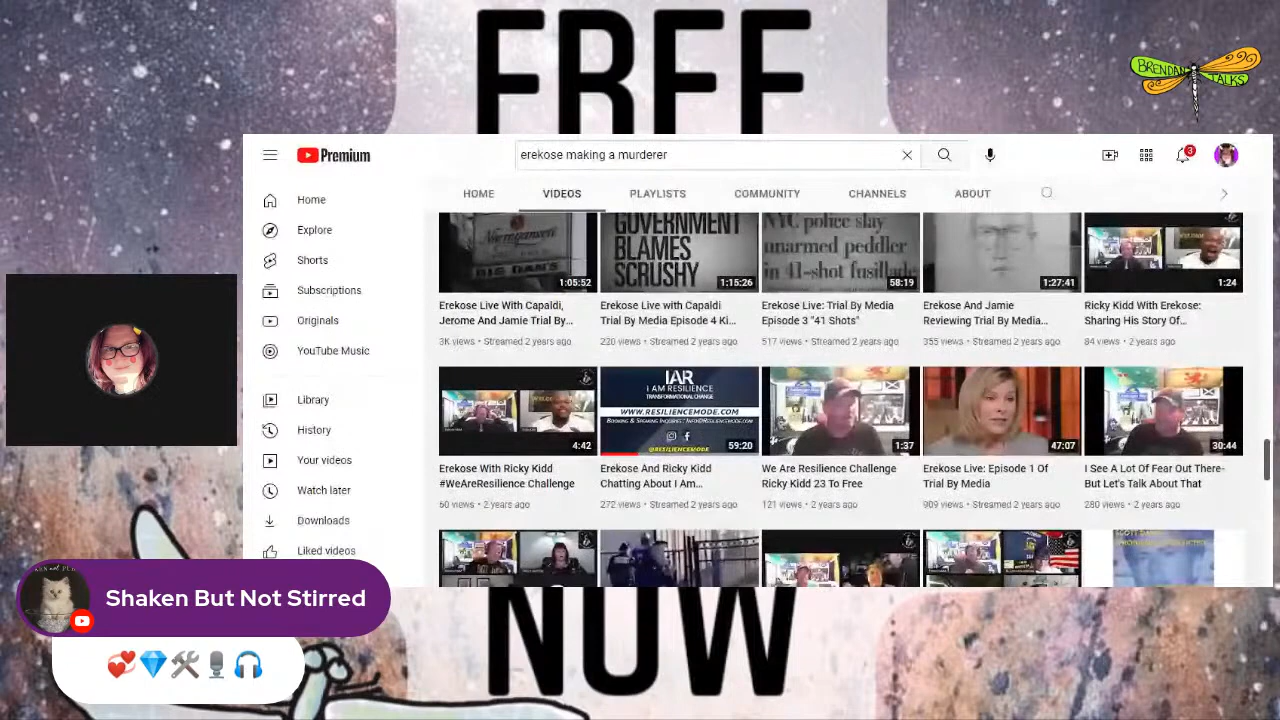 FREE
BRENDAN
TALKS
Premium
erekose making a murderer
3
HOME
VIDEOS
PLAYLISTS
COMMUNITY
CHANNELS
ABOUT
Home
Explore
Shorts
Subscriptions
Originals
YouTube Music
Library
History
Your videos
Watch later
Downloads
Liked videos
BIG DAN'S
1:05:52
GOVERNMENT
BLAMES
SCRUSHY
1:15:26
NYC police slay
unarmed peddler
in 41-shot fusillade
58:19
1:27:41
1:24
Erekose Live With Capaldi,
Jerome And Jamie Trial By...
3K views • Streamed 2 years ago
Erekose Live with Capaldi
Trial By Media Episode 4 Ki...
220 views • Streamed 2 years ago
Erekose Live: Trial By Media
Episode 3 "41 Shots"
517 views • Streamed 2 years ago
Erekose And Jamie
Reviewing Trial By Media...
355 views • Streamed 2 years ago
Ricky Kidd With Erekose:
Sharing His Story Of...
84 views • 2 years ago
4:42
IAR
I AM RESILIENCE
TRANSFORMATIONAL CHANGE
WWW.RESILIENCEMODE.COM
@RESILIENCEMODE
59:20
1:37
47:07
30:44
Erekose With Ricky Kidd
#WeAreResilience Challenge
60 views • 2 years ago
Erekose And Ricky Kidd
Chatting About I Am...
272 views • Streamed 2 years ago
We Are Resilience Challenge
Ricky Kidd 23 To Free
121 views • 2 years ago
Erekose Live: Episode 1 Of
Trial By Media
909 views • Streamed 2 years ago
I See A Lot Of Fear Out There-
But Let's Talk About That
280 views • 2 years ago
Shaken But Not Stirred
NOW